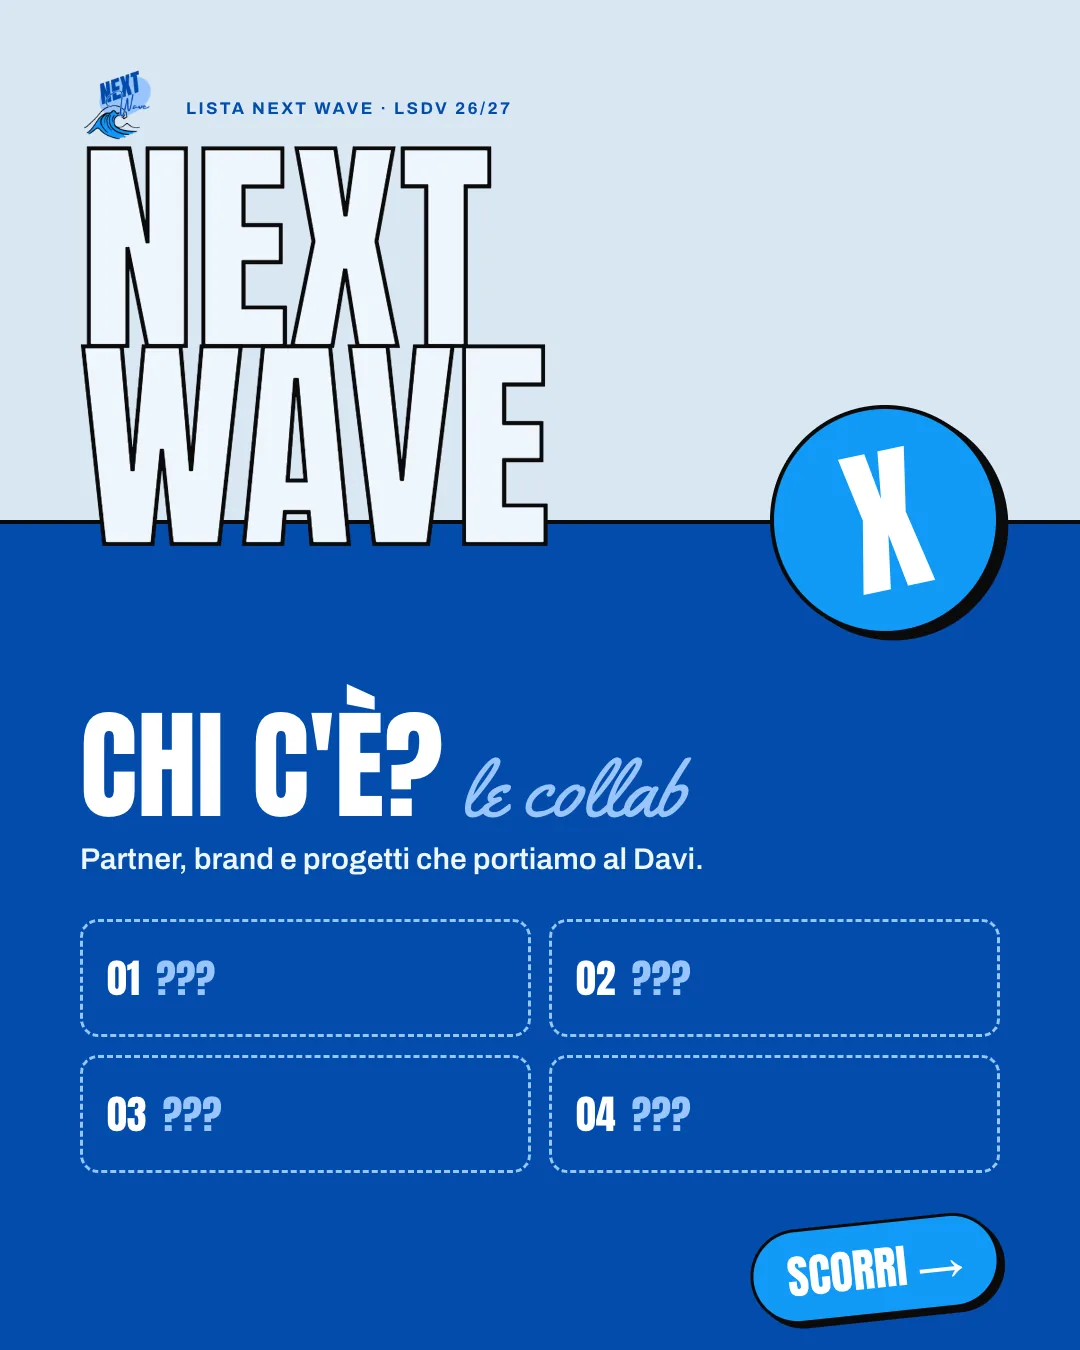 NEXT
Wave
LISTA NEXT WAVE · LSDV 26/27
NEXT
WAVE
X
CHI C'È? le collab
Partner, brand e progetti che portiamo al Davi.
01 ???
02 ???
03 ???
04 ???
SCORRI →